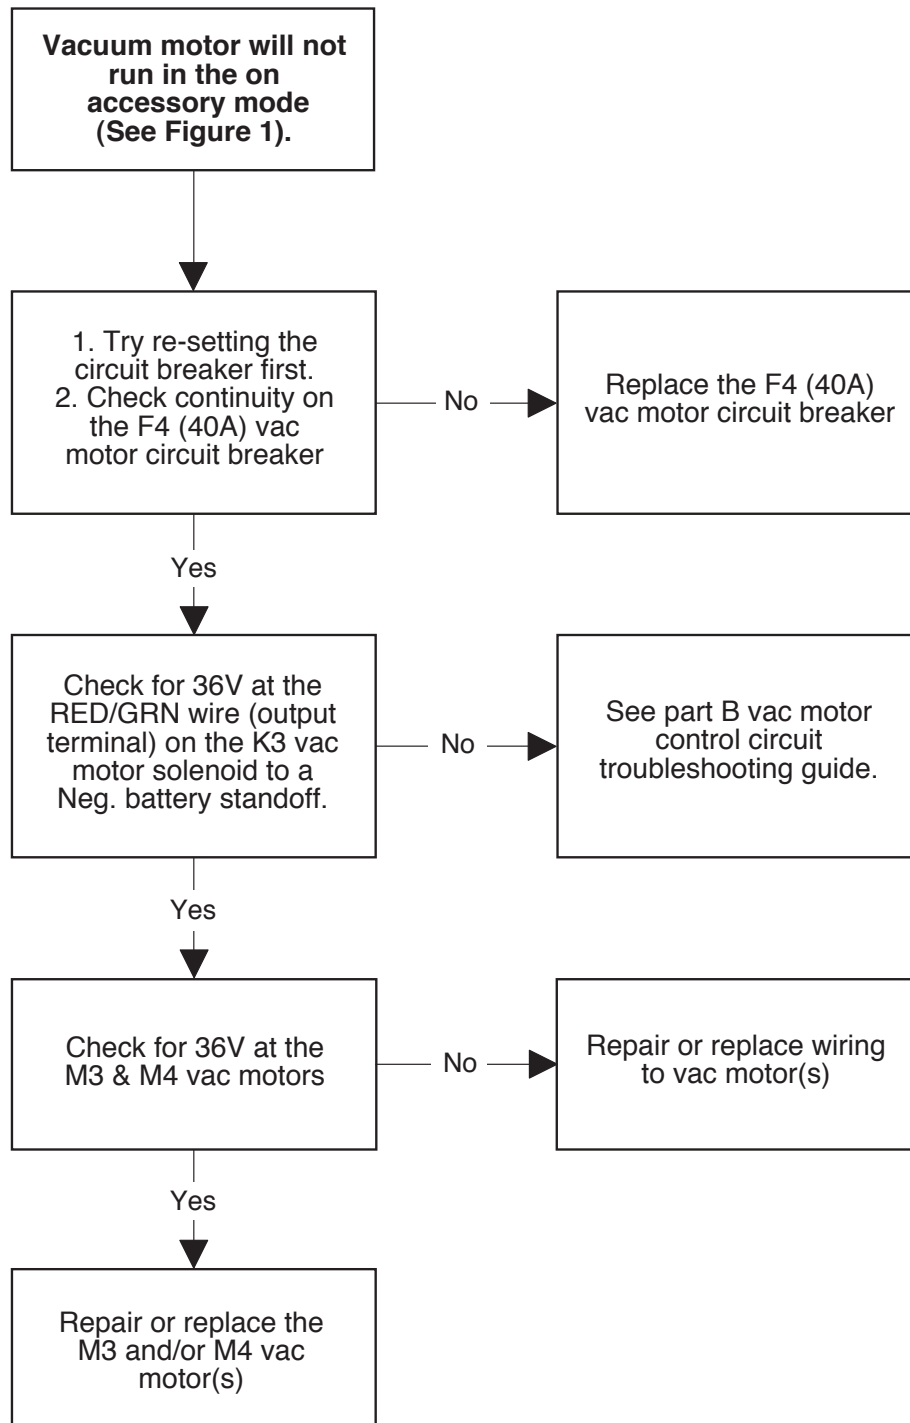 Vacuum motor will not
run in the on
accessory mode
(See Figure 1).
1. Try re-setting the
circuit breaker first.
2. Check continuity on
the F4 (40A) vac
motor circuit breaker
No
Replace the F4 (40A)
vac motor circuit breaker
Yes
Check for 36V at the
RED/GRN wire (output
terminal) on the K3 vac
motor solenoid to a
Neg. battery standoff.
No
See part B vac motor
control circuit
troubleshooting guide.
Yes
Check for 36V at the
M3 & M4 vac motors
No
Repair or replace wiring
to vac motor(s)
Yes
Repair or replace the
M3 and/or M4 vac
motor(s)